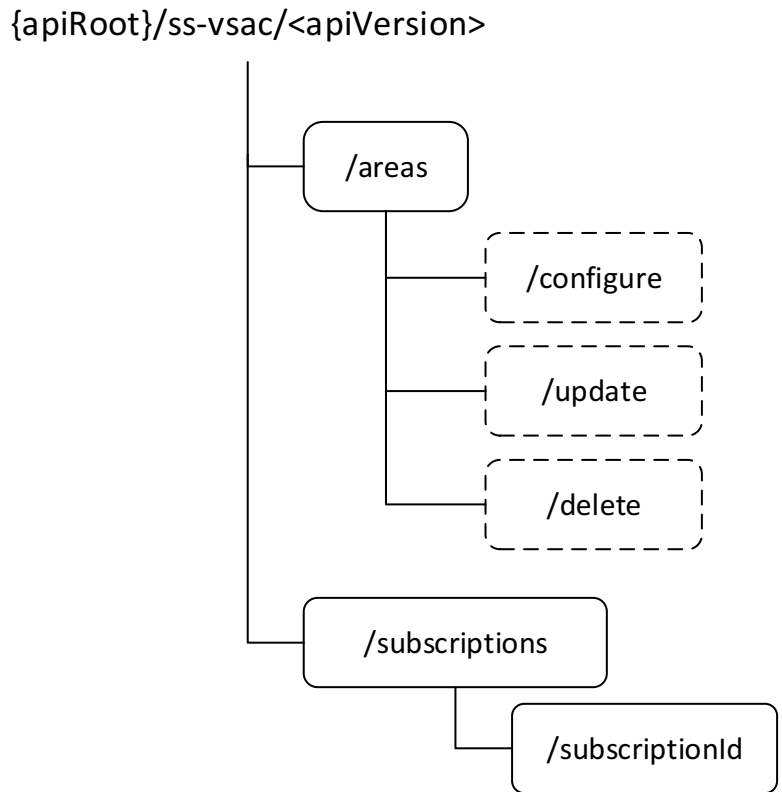 {apiRoot}/ss-vsac/<apiVersion>
/areas
/configure
/update
/delete
/subscriptions
/subscriptionId